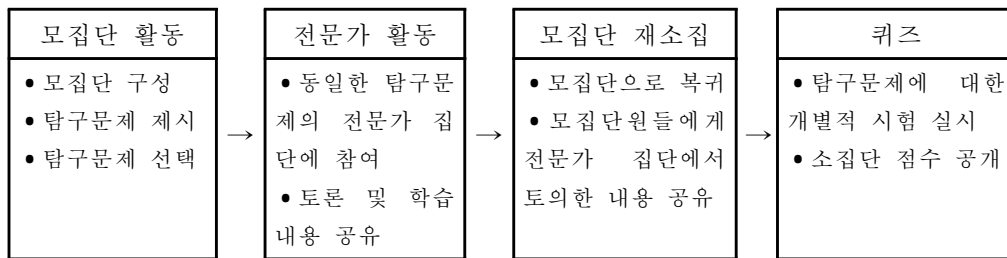 모집단 활동
• 모집단 구성
• 탐구문제 제시
• 탐구문제 선택
→
전문가 활동
• 동일한 탐구문
제의 전문가 집
단에 참여
• 토론 및 학습
내용 공유
→
모집단 재소집
• 모집단으로 복귀
• 모집단원들에게
전문가 집단에서
토의한 내용 공유
→
퀴즈
• 탐구문제에 대한
개별적 시험 실시
• 소집단 점수 공개